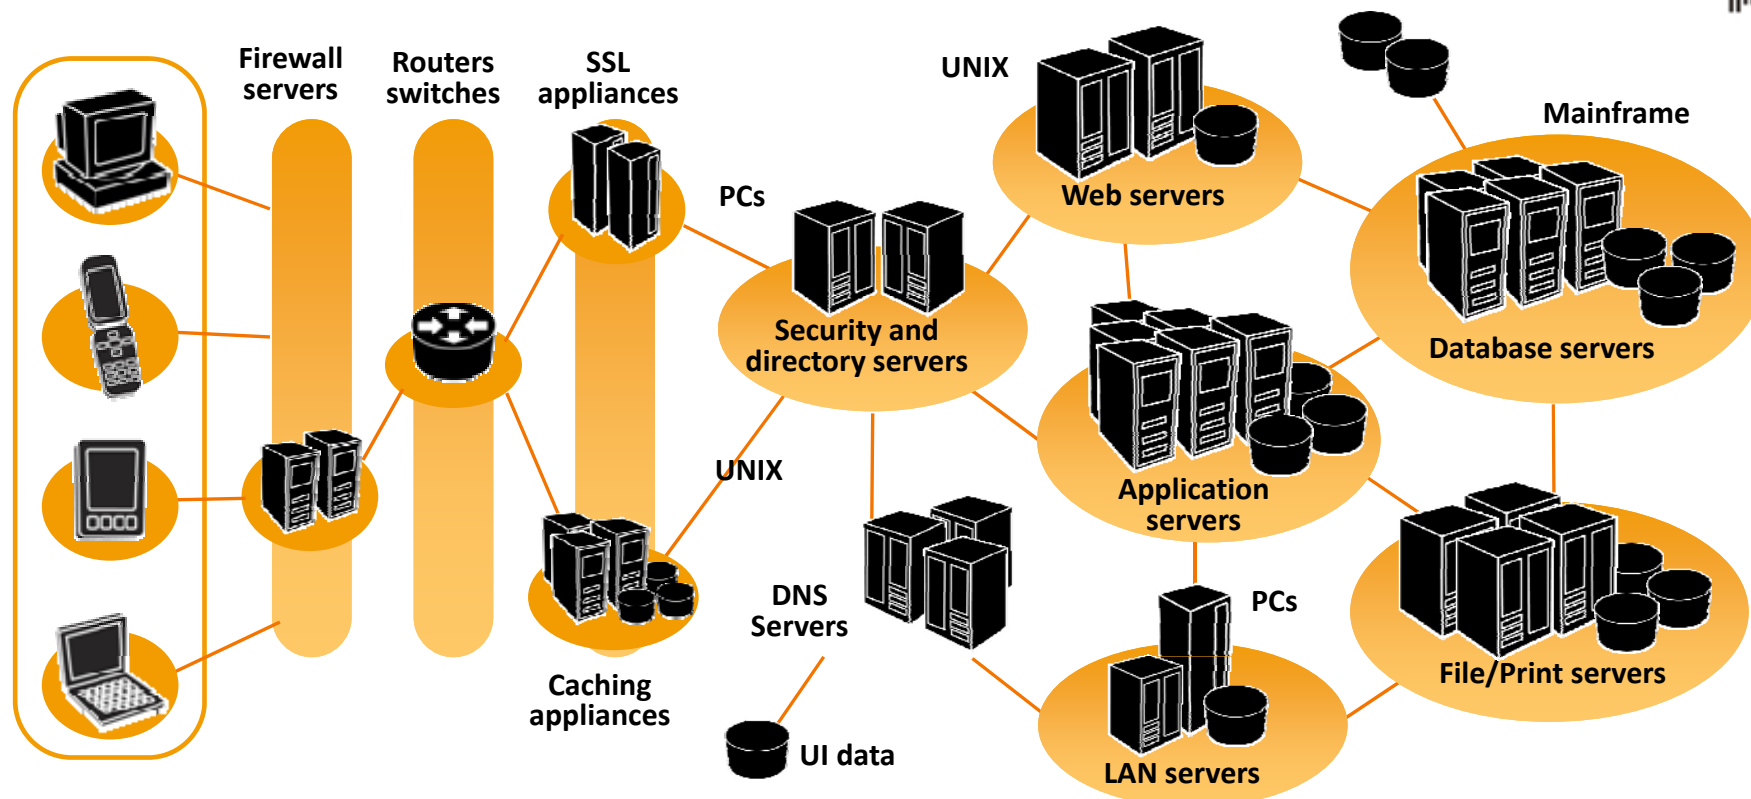 Firewall
servers
Routers
switches
SSL
appliances
UNIX
Mainframe
PCs
Web servers
Security and
directory servers
Database servers
UNIX
Application
servers
DNS
Servers
PCs
File/Print servers
Caching
appliances
UI data
LAN servers